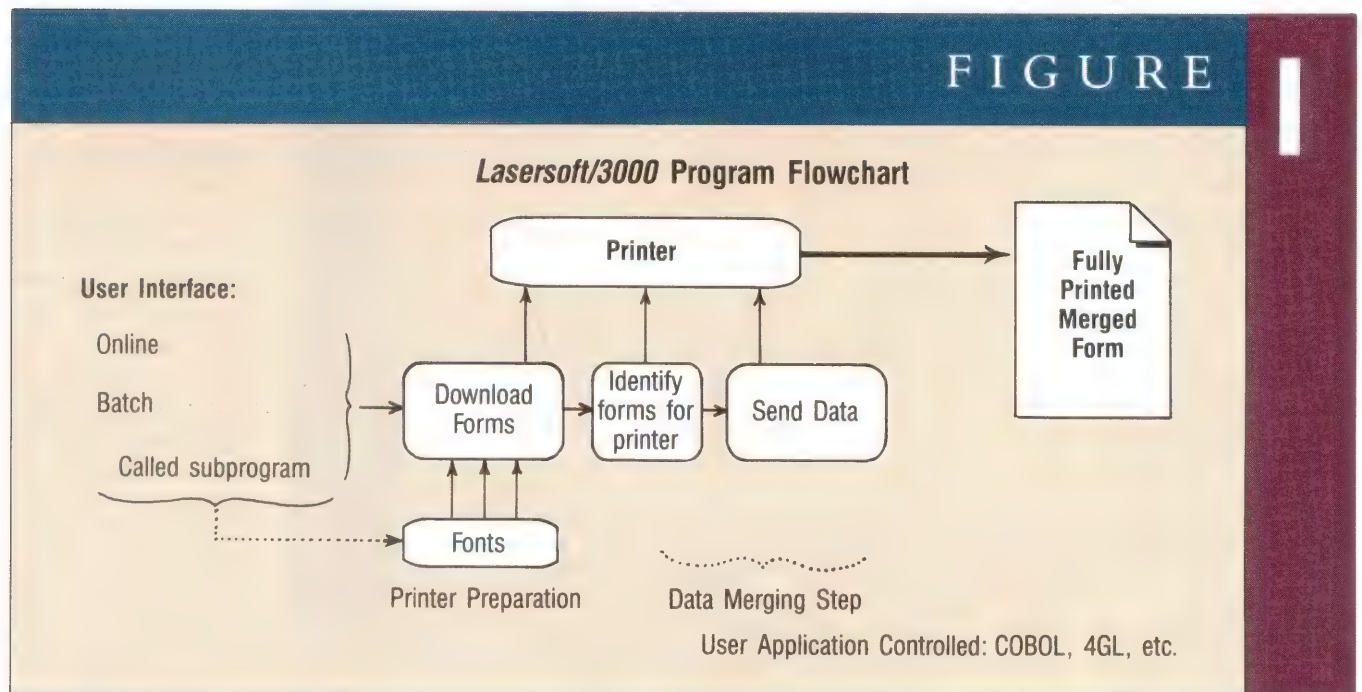 FIGURE 1
Lasersoft/3000 Program Flowchart
Printer
Fully
Printed
Merged
Form
User Interface:
Online
Batch
Called subprogram
Download
Forms
Identify
forms for
printer
Send Data
Fonts
Printer Preparation
Data Merging Step
User Application Controlled: COBOL, 4GL, etc.